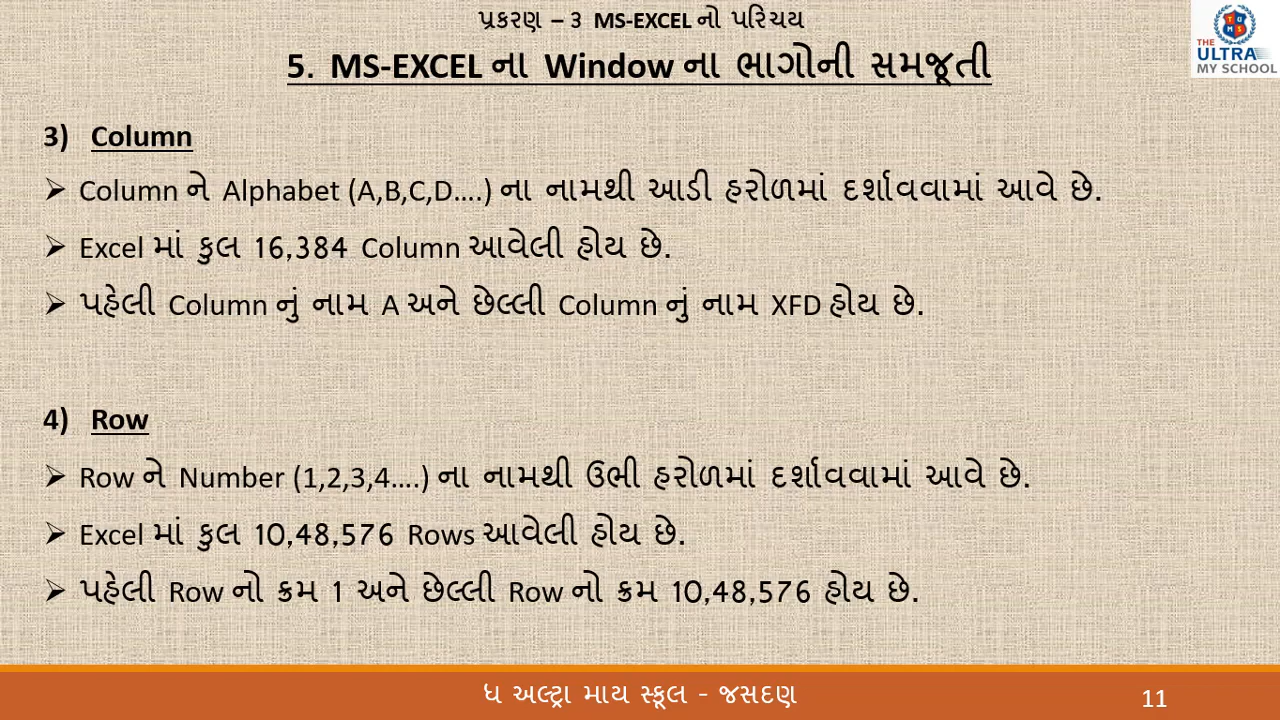 પ્રકરણ – ૩ MS-EXCEL નો પરિચય
5. MS-EXCEL ના Window ના ભાગોની સમજૂતી
THE
ULTRA
MY SCHOOL
3) Column
➢ Column ને Alphabet (A,B,C,D….) ના નામથી આડી હરોળમાં દર્શાવવામાં આવે છે.
➢ Excel માં કુલ 16,384 Column આવેલી હોય છે.
➢ પહેલી Column નું નામ A અને છેલ્લી Column નું નામ XFD હોય છે.
4) Row
➢ Row ને Number (1,2,3,4….) ના નામથી ઉભી હરોળમાં દર્શાવવામાં આવે છે.
➢ Excel માં કુલ 10,48,576 Rows આવેલી હોય છે.
➢ પહેલી Row નો ક્રમ 1 અને છેલ્લી Row નો ક્રમ 10,48,576 હોય છે.
ધ અલ્ટ્રા માય સ્કૂલ - જસદણ
11